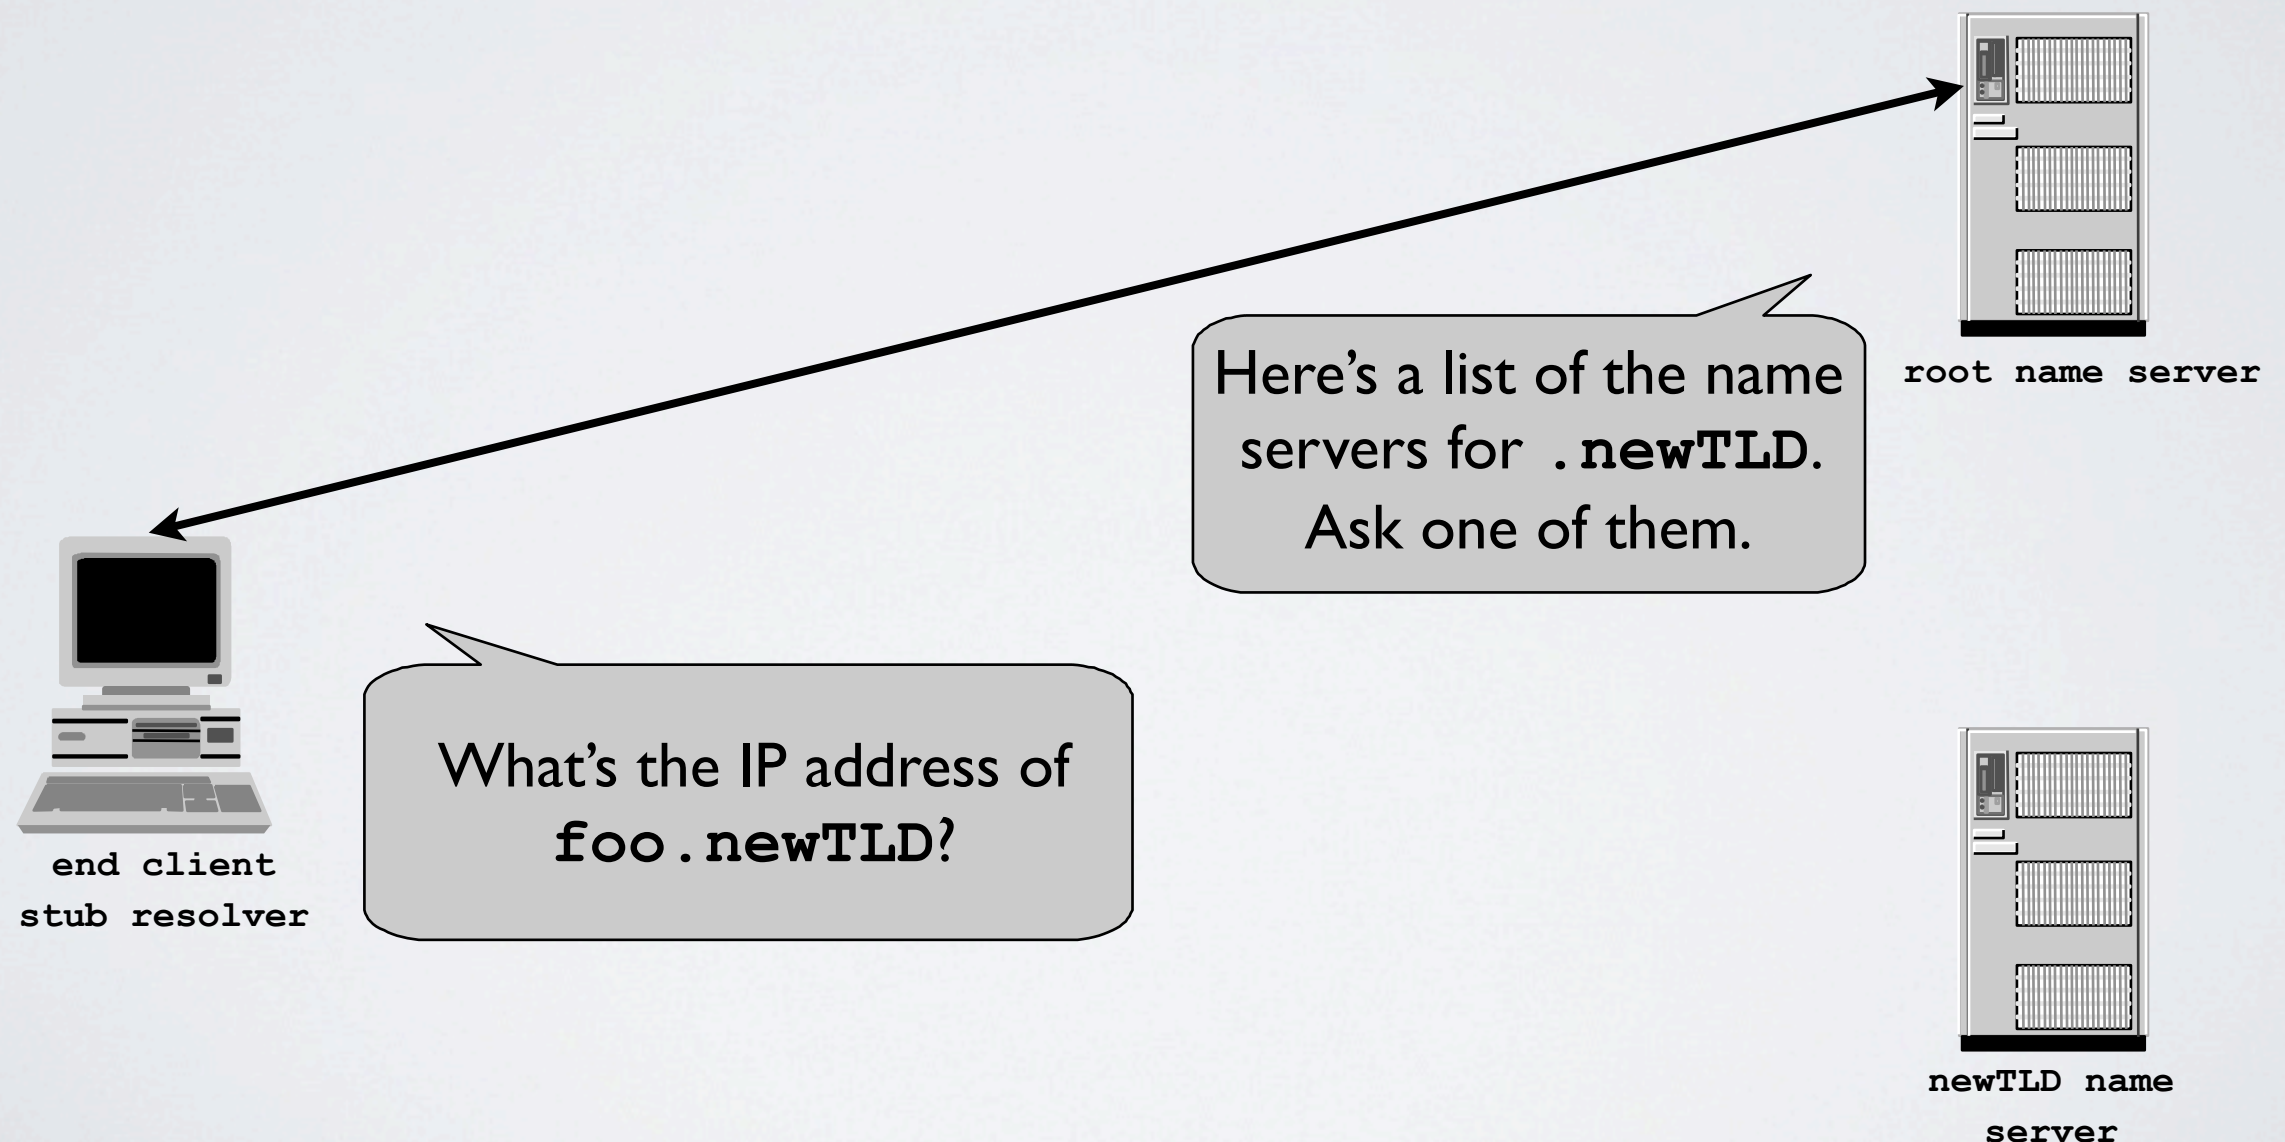 Here’s a list of the name
servers for .newTLD.
Ask one of them.
root name server
What’s the IP address of
foo.newTLD?
end client
stub resolver
newTLD name
server